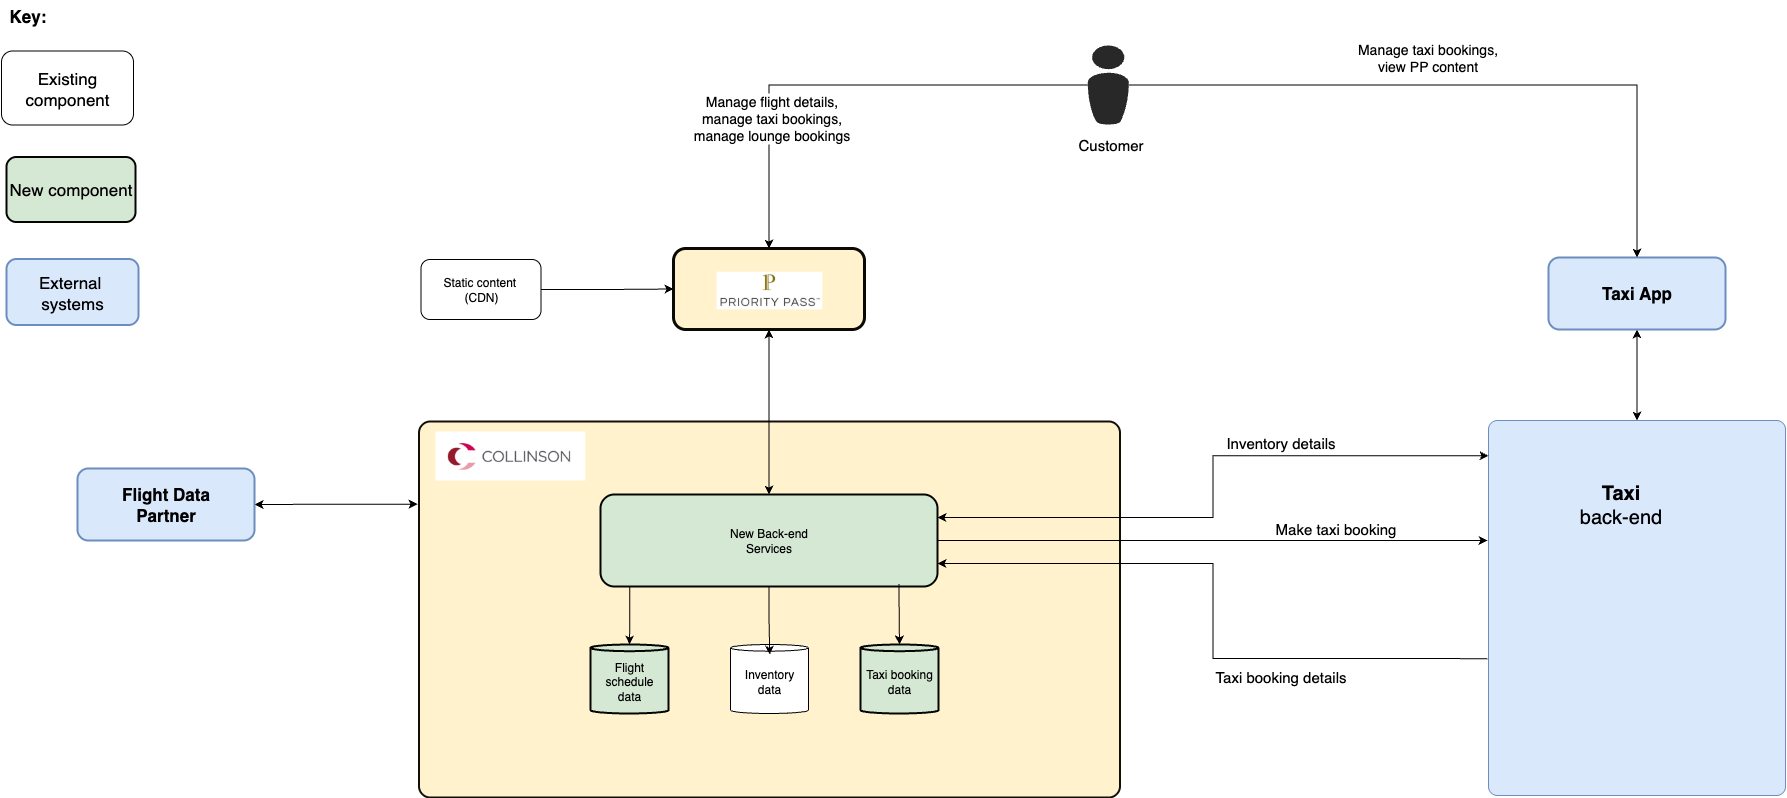 Key:
Existing
component
New component
External
systems
Manage flight details,
manage taxi bookings,
manage lounge bookings
Customer
Manage taxi bookings,
view PP content
Static content
(CDN)
P
PRIORITY PASS™
Taxi App
Flight Data
Partner
COLLINSON
New Back-end
Services
Flight
schedule
data
Inventory
data
Taxi booking
data
Inventory details
Make taxi booking
Taxi booking details
Taxi
back-end